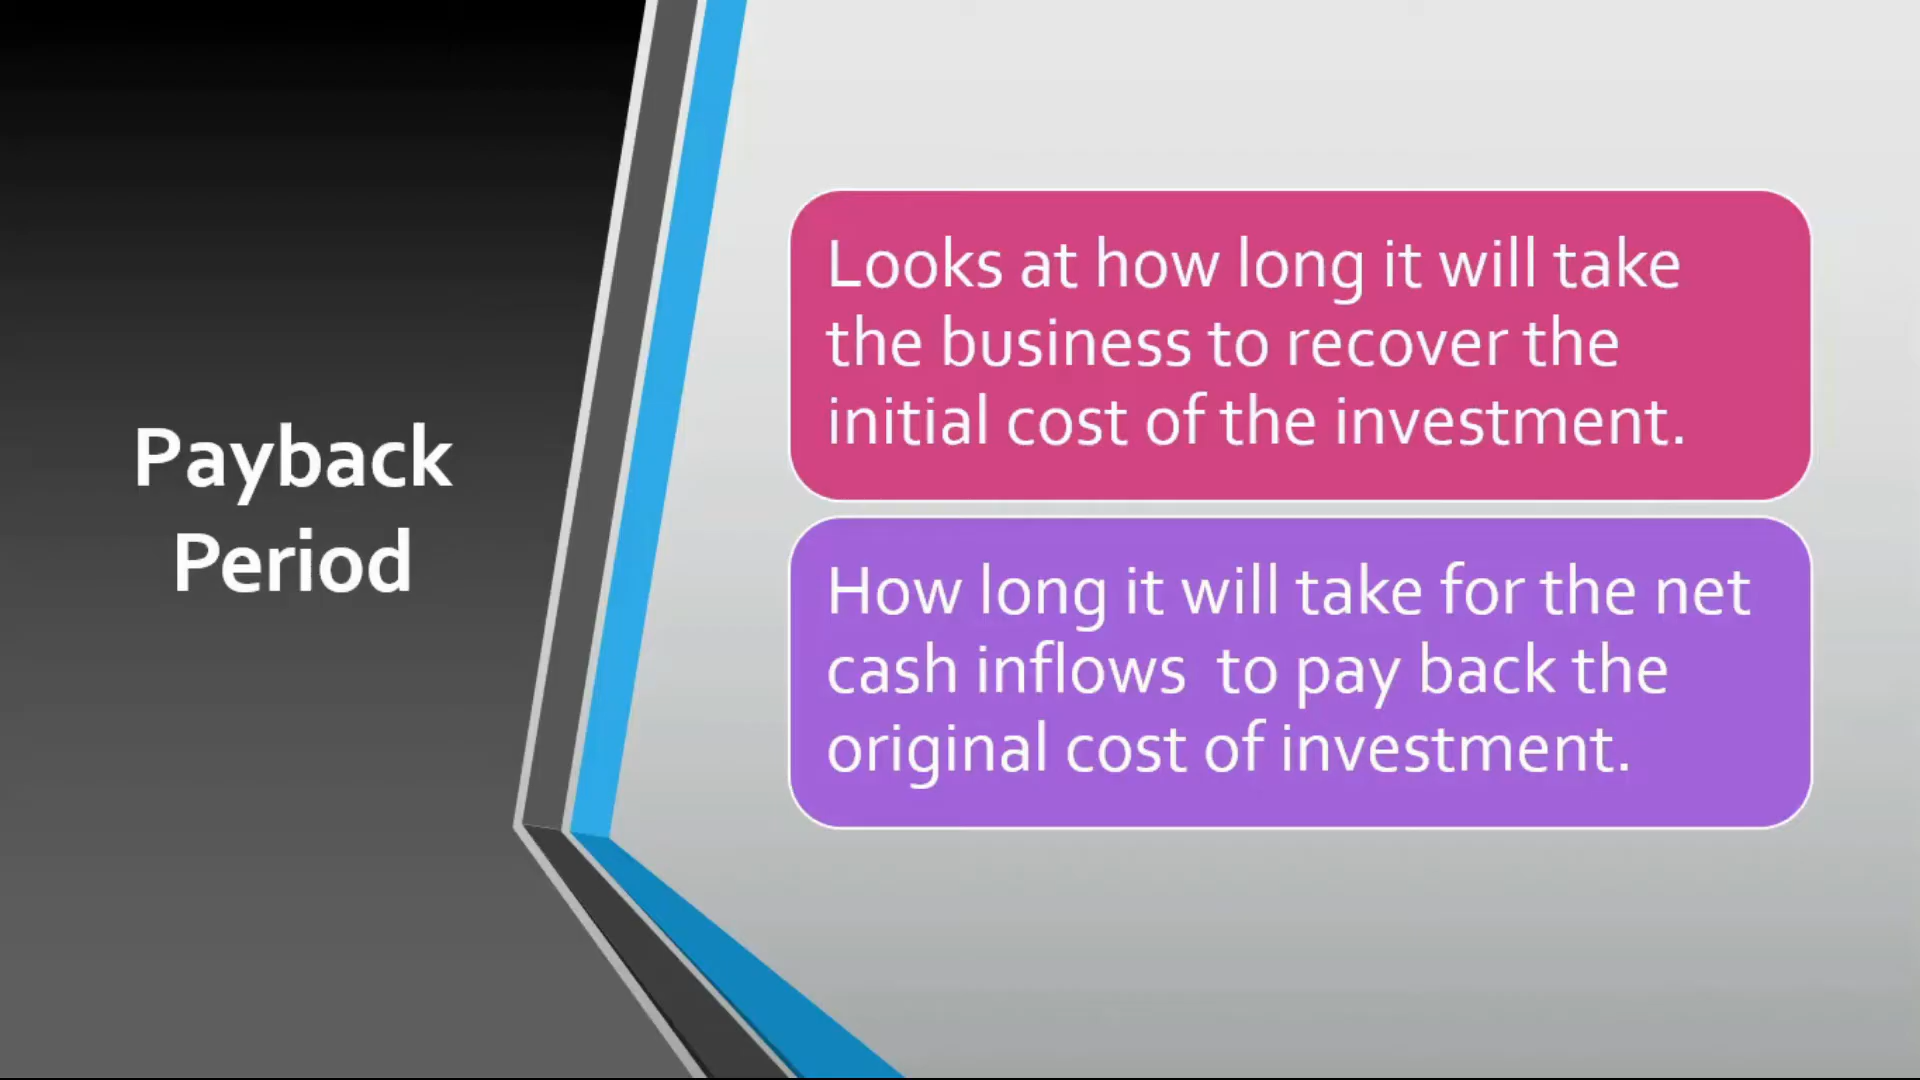 Payback
Period
Looks at how long it will take
the business to recover the
initial cost of the investment.
How long it will take for the net
cash inflows  to pay back the
original cost of investment.